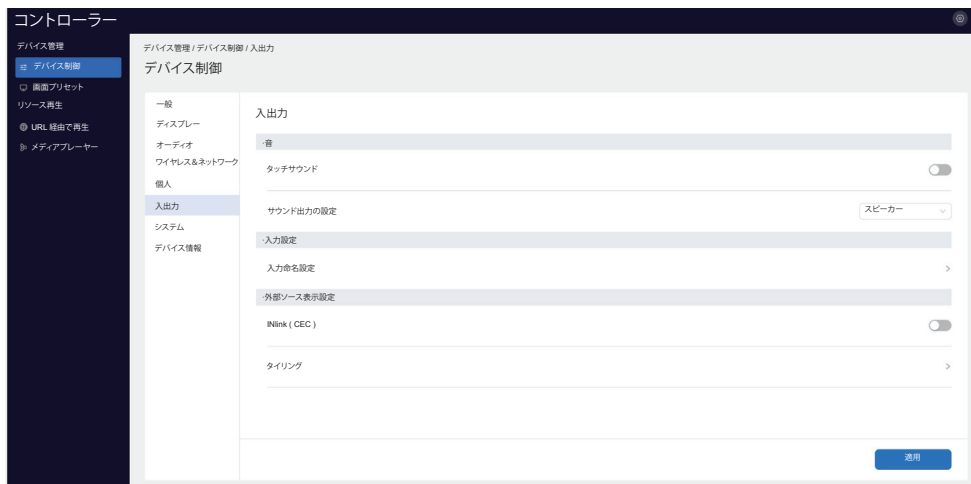 コントローラー
デバイス管理
デバイス制御
画面プリセット
リソース再生
URL 経由で再生
メディアプレーヤー
デバイス管理 / デバイス制御 / 入出力
デバイス制御
一般
ディスプレー
オーディオ
ワイヤレス&ネットワーク
個人
入出力
システム
デバイス情報
入出力
·音
タッチサウンド
サウンド出力の設定
スピーカー
·入力設定
入力命名設定
·外部ソース表示設定
INlink ( CEC )
タイリング
適用